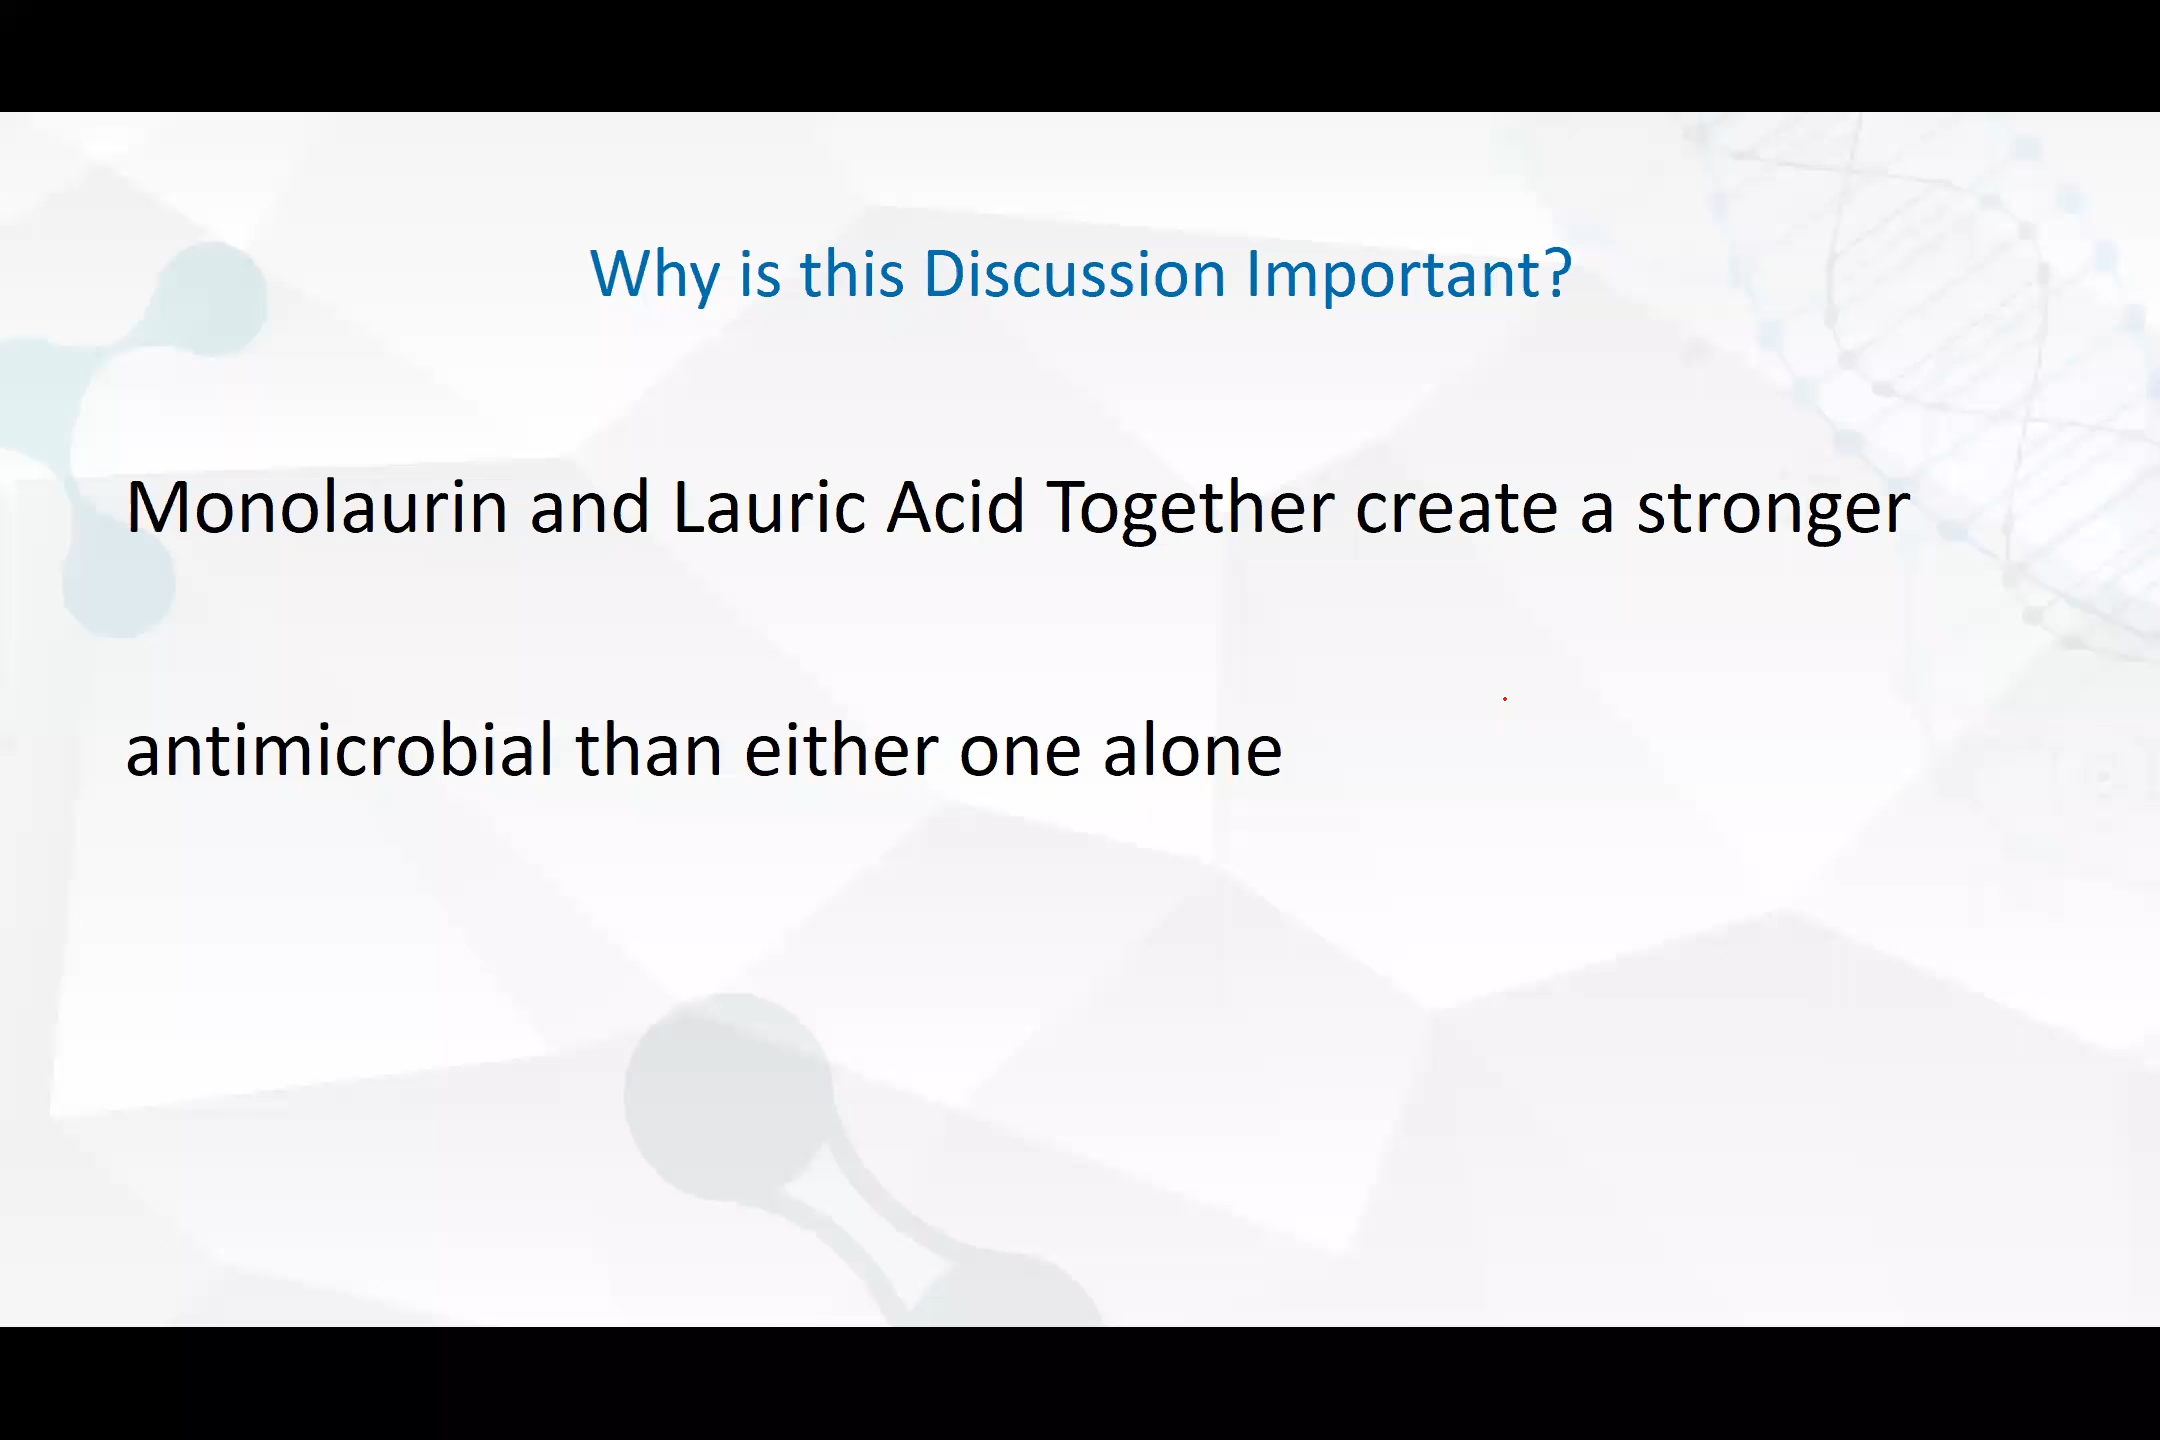 Why is this Discussion Important?
Monolaurin and Lauric Acid Together create a stronger
antimicrobial than either one alone